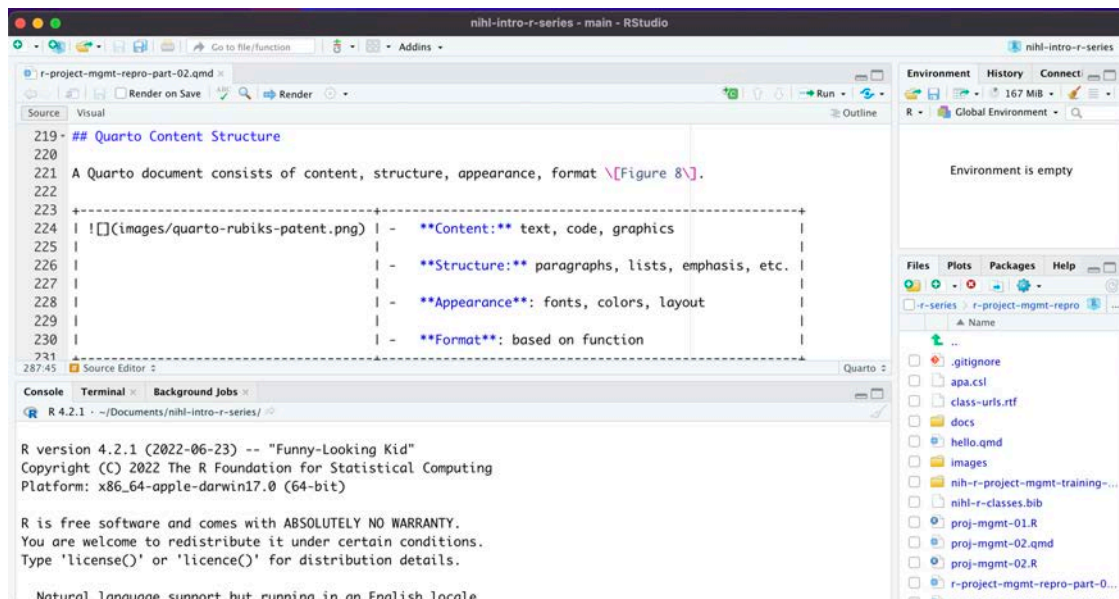 nihl-intro-r-series - main - RStudio
Go to file/function
Addins
nihl-intro-r-series
r-project-mgmt-repro-part-02.qmd
Render on Save
Render
Run
Source Visual
Outline
219 ## Quarto Content Structure
220
221 A Quarto document consists of content, structure, appearance, format \[Figure 8\].
222
223 +----------------------------------+------------------------------------------------+
224 | ![](images/quarto-rubiks-patent.png) | - **Content:** text, code, graphics |
225 | | |
226 | | - **Structure:** paragraphs, lists, emphasis, etc. |
227 | | |
228 | | - **Appearance**: fonts, colors, layout |
229 | | |
230 | | - **Format**: based on function |
231 +----------------------------------+------------------------------------------------+
287:45 Source Editor
Quarto
Console Terminal Background Jobs
R 4.2.1 · ~/Documents/nihl-intro-r-series/
R version 4.2.1 (2022-06-23) -- "Funny-Looking Kid"
Copyright (C) 2022 The R Foundation for Statistical Computing
Platform: x86_64-apple-darwin17.0 (64-bit)
R is free software and comes with ABSOLUTELY NO WARRANTY.
You are welcome to redistribute it under certain conditions.
Type 'license()' or 'licence()' for distribution details.
Natural language support but running in an English locale
Environment History Connecti
167 MiB
R Global Environment
Environment is empty
Files Plots Packages Help
-r-series r-project-mgmt-repro ...
Name
..
.gitignore
apa.csl
class-urls.rtf
docs
hello.qmd
images
nih-r-project-mgmt-training-...
nihl-r-classes.bib
proj-mgmt-01.R
proj-mgmt-02.qmd
proj-mgmt-02.R
r-project-mgmt-repro-part-0...